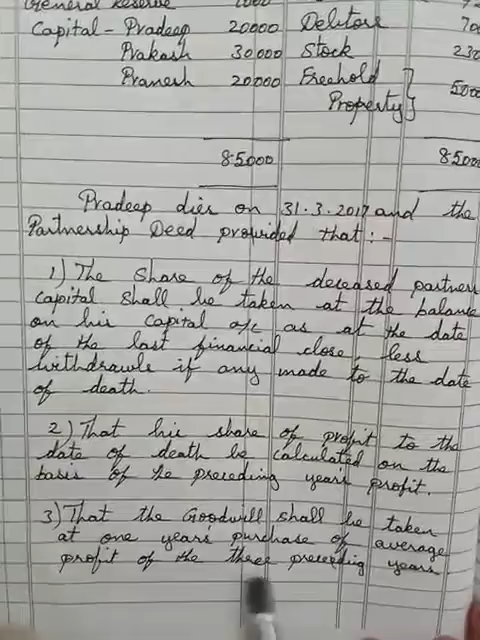 General Reserve
Capital - Pradeep 20000 Debtors
Prakash 30000 Stock
Pranesh 20000 Freehold
Property
85000
Pradeep dies on 31.3.2017 and the
Partnership Deed provided that :-
1) The Share of the deceased partner
capital shall be taken at the balance
on his capital a/c as at the date
of the last financial close, less
withdrawls if any made to the date
of death.
2) That his share of profit to the
date of death be calculated on the
basis of the preceding years profit.
3) That the Goodwill shall be taken
at one years purchase of average
profit of the three preceding years